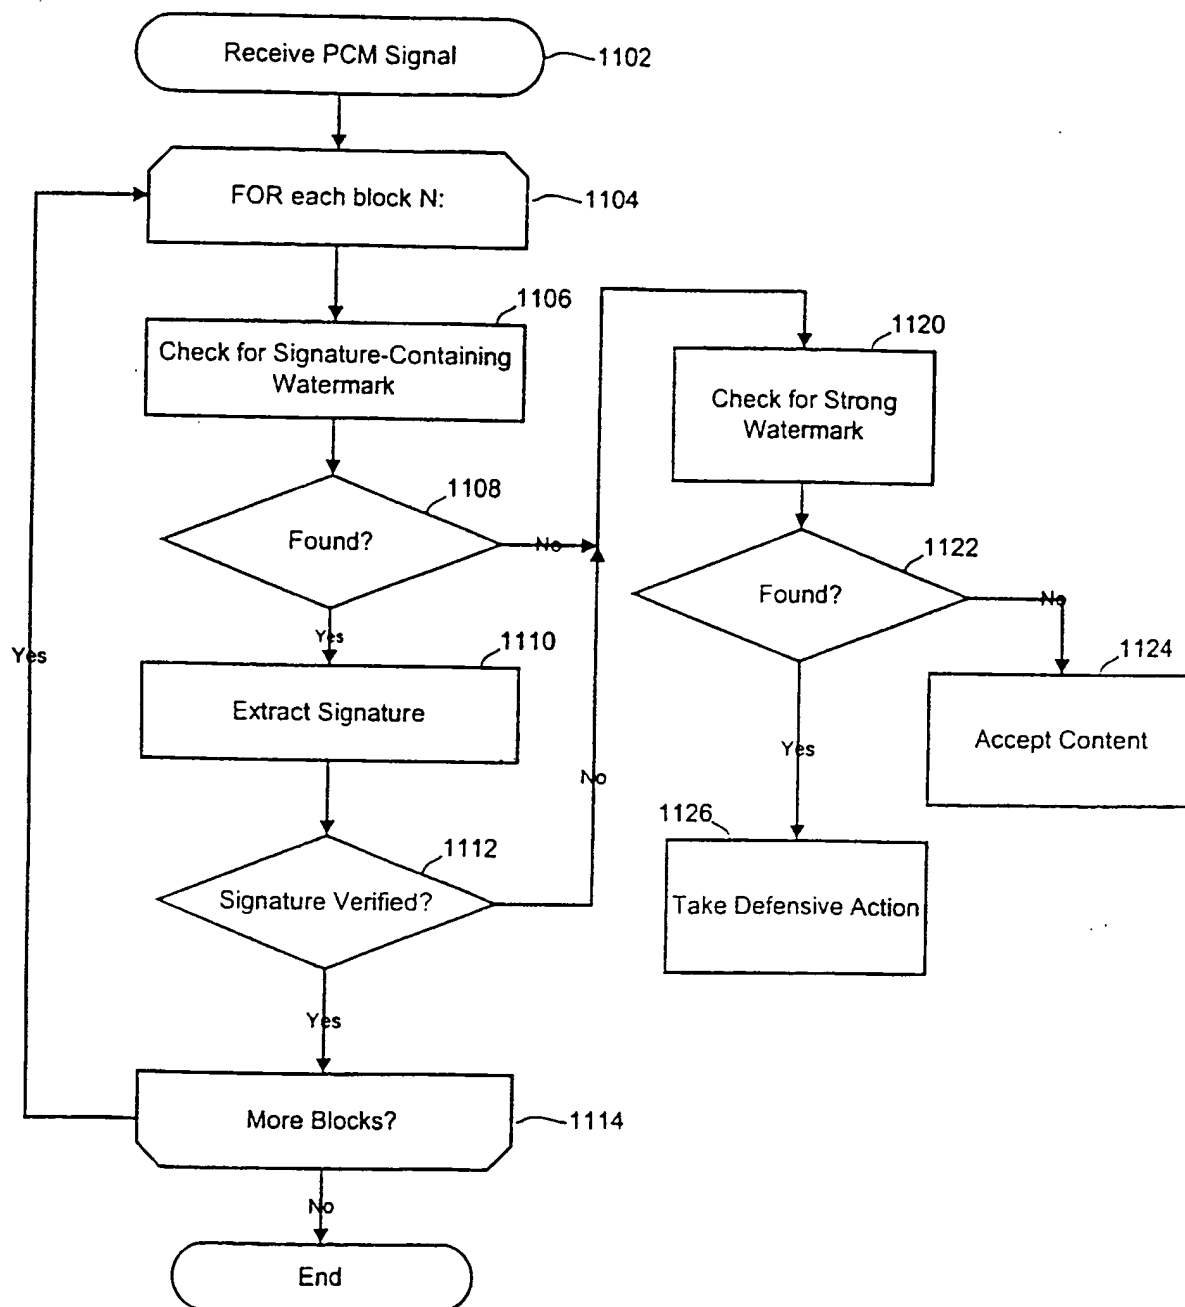 Receive PCM Signal
1102
FOR each block N:
1104
1106
Check for Signature-Containing
Watermark
1108
Found?
No
Yes
1110
Extract Signature
1112
Signature Verified?
No
Yes
More Blocks?
1114
Yes
No
End
1120
Check for Strong
Watermark
1122
Found?
No
Yes
1124
Accept Content
1126
Take Defensive Action